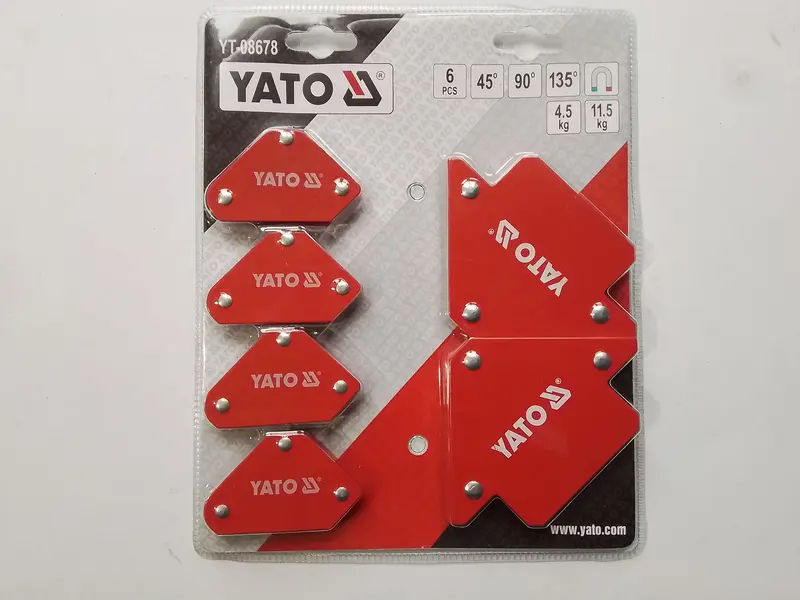 YT-08678
YATO ®
6 PCS
45°
90°
135°
4.5 kg
11.5 kg
YATO ®
YATO ®
YATO ®
YATO ®
YATO ®
YATO ®
www.yato.com